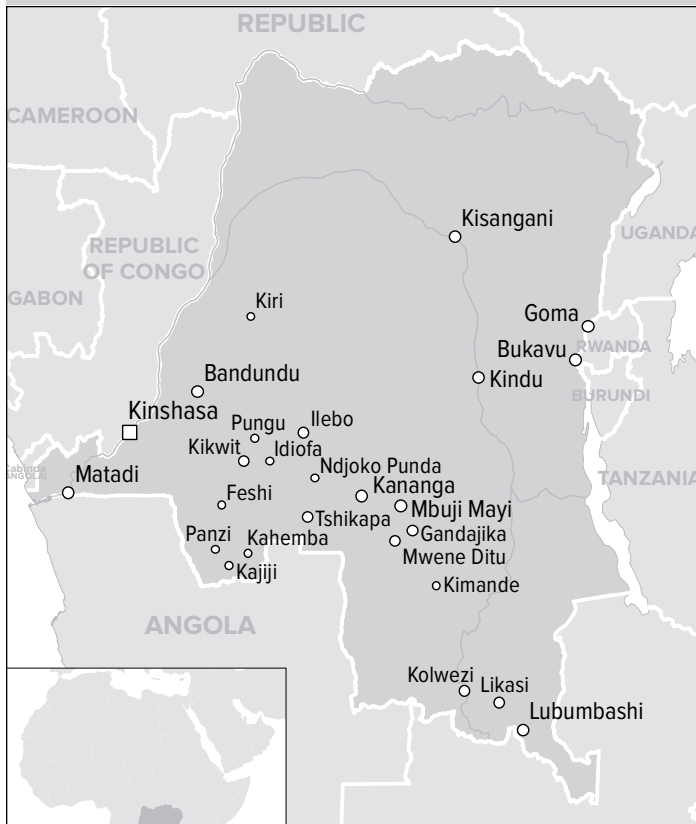 REPUBLIC
CAMEROON
REPUBLIC
OF CONGO
GABON
Kisangani
UGANDA
Kiri
Goma
Bukavu
RWANDA
Kindu
BURUNDI
Bandundu
Kinshasa
Pungu
Ilebo
Kikwit
Idiofa
Ndjoko Punda
Cabinda
(ANGOLA)
Matadi
Kananga
TANZANIA
Feshi
Mbuji Mayi
Tshikapa
Gandajika
Panzi
Kahemba
Mwene Ditu
Kajiji
Kimande
ANGOLA
Kolwezi
Likasi
Lubumbashi